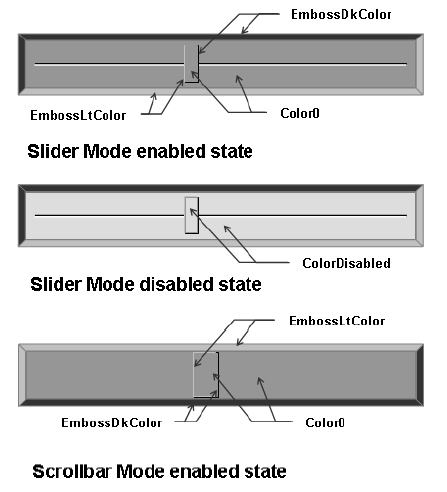 EmbossDkColor
EmbossLtColor
Color0
Slider Mode enabled state
ColorDisabled
Slider Mode disabled state
EmbossLtColor
EmbossDkColor
Color0
Scrollbar Mode enabled state